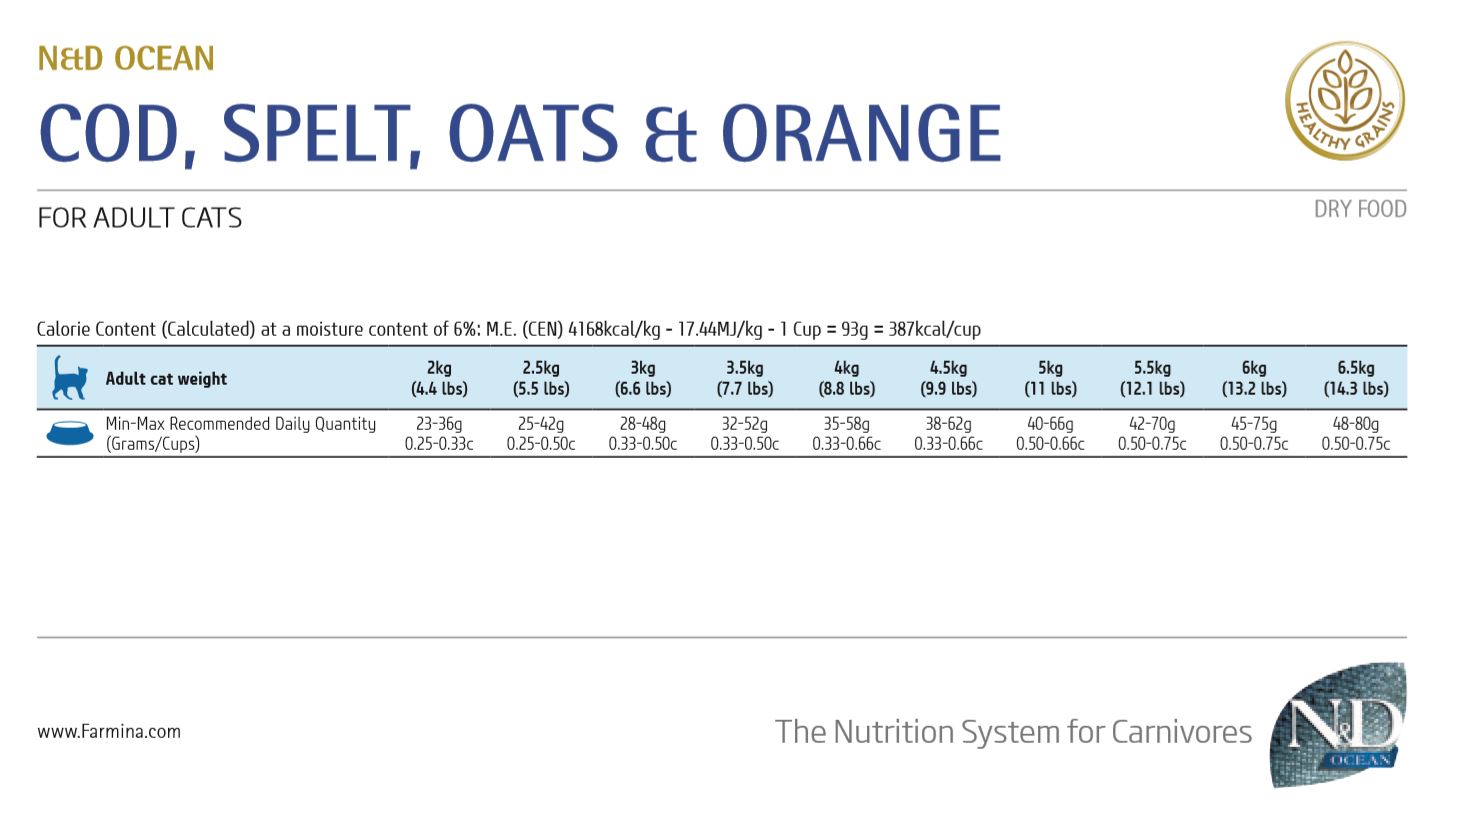 N&D OCEAN
COD, SPELT, OATS & ORANGE
HEALTHY GRAINS
FOR ADULT CATS
DRY FOOD
Calorie Content (Calculated) at a moisture content of 6%: M.E. (CEN) 4168kcal/kg - 17.44MJ/kg - 1 Cup = 93g = 387kcal/cup
Adult cat weight
2kg 2.5kg 3kg 3.5kg 4kg 4.5kg 5kg 5.5kg 6kg 6.5kg
(4.4 lbs) (5.5 lbs) (6.6 lbs) (7.7 lbs) (8.8 lbs) (9.9 lbs) (11 lbs) (12.1 lbs) (13.2 lbs) (14.3 lbs)
Min-Max Recommended Daily Quantity 23-36g 25-42g 28-48g 32-52g 35-58g 38-62g 40-66g 42-70g 45-75g 48-80g
(Grams/Cups) 0.25-0.33c 0.25-0.50c 0.33-0.50c 0.33-0.50c 0.33-0.66c 0.33-0.66c 0.50-0.66c 0.50-0.75c 0.50-0.75c 0.50-0.75c
www.Farmina.com
The Nutrition System for Carnivores
N&D
OCEAN